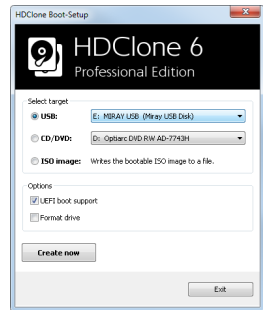 HDClone Boot-Setup
HDClone 6
Professional Edition
Select target
USB: E: MIRAY USB (Miray USB Disk)
CD/DVD: D: Optiarc DVD RW AD-7743H
ISO image: Writes the bootable ISO image to a file.
Options
UEFI boot support
Format drive
Create now
Exit